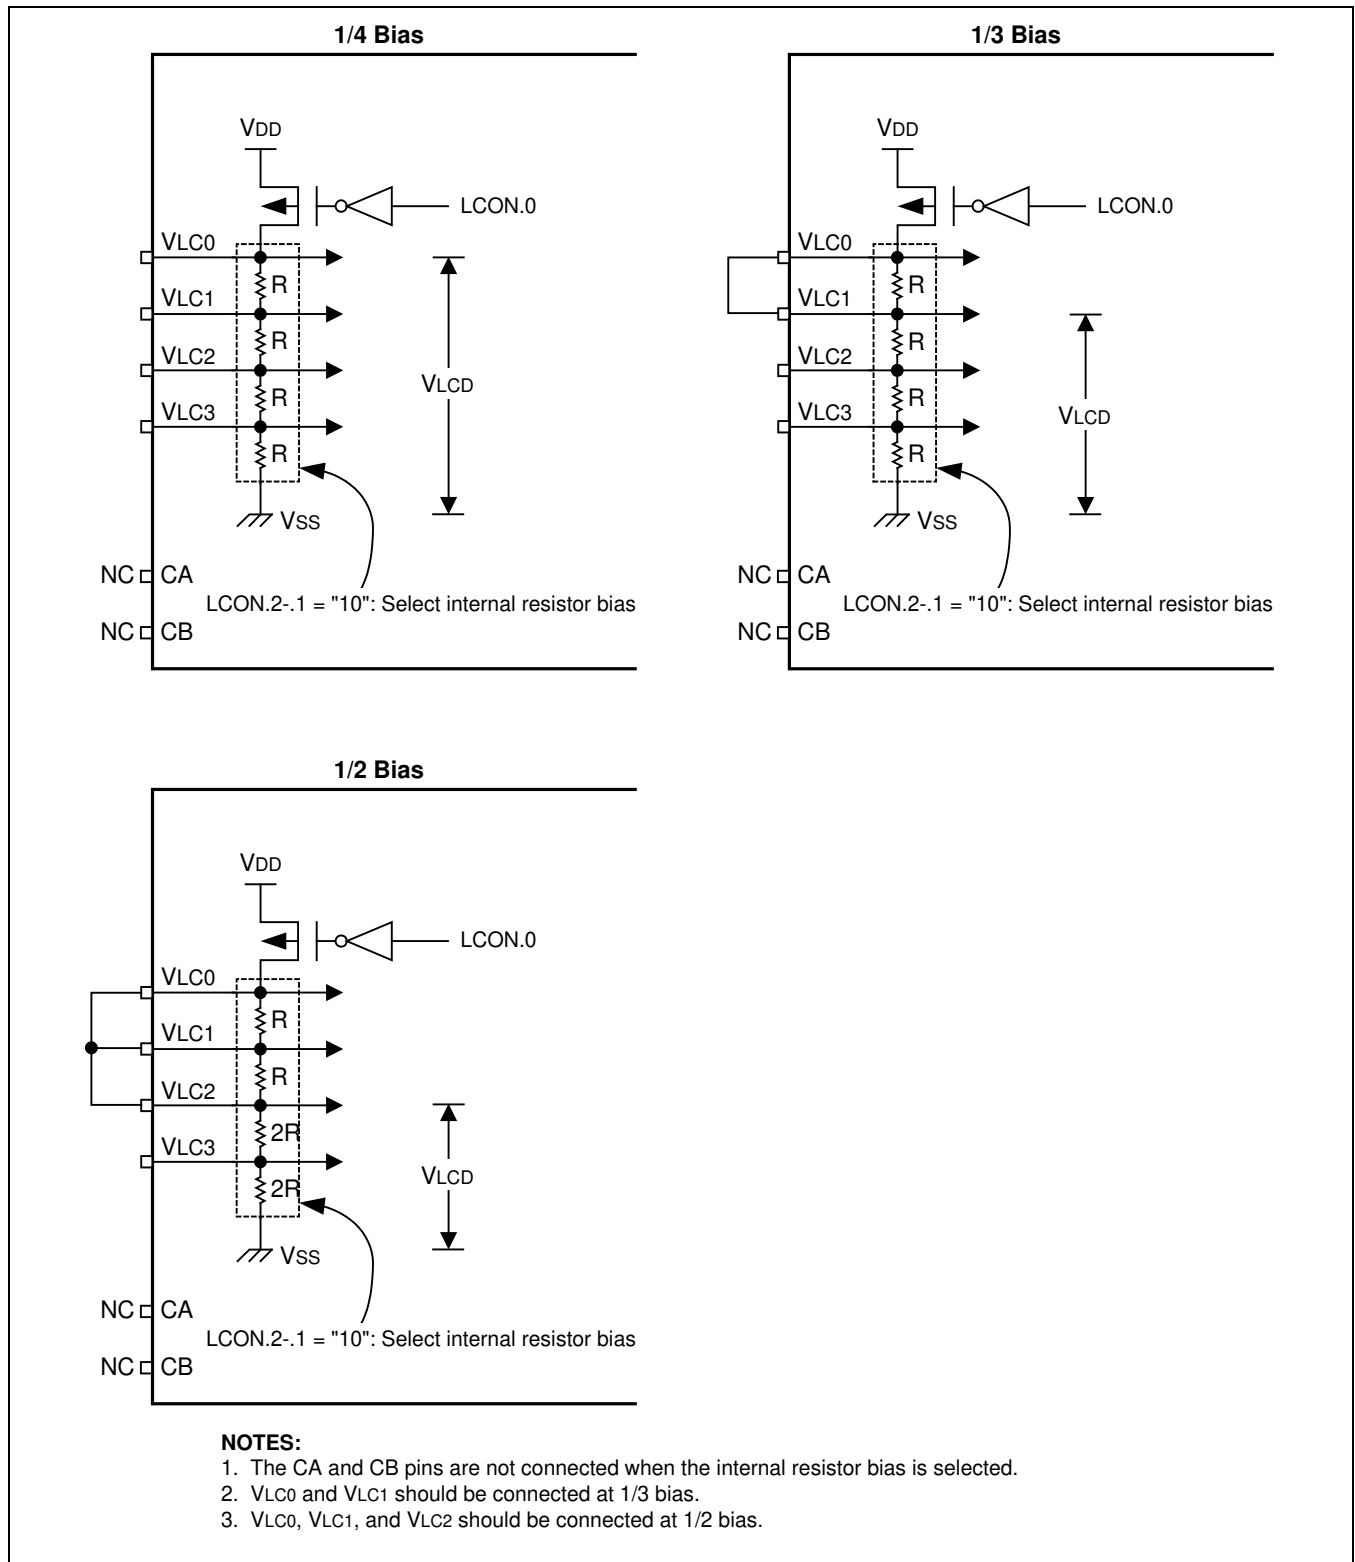 1/4 Bias
VDD
LCON.0
VLC0
R
VLC1
R
VLC2
R
VLCD
VLC3
R
VSS
NC CA
LCON.2-.1 = "10": Select internal resistor bias
NC CB
1/3 Bias
VDD
LCON.0
VLC0
R
VLC1
R
VLC2
R
VLCD
VLC3
R
VSS
NC CA
LCON.2-.1 = "10": Select internal resistor bias
NC CB
1/2 Bias
VDD
LCON.0
VLC0
R
VLC1
R
VLC2
2R
VLC3
VLCD
2R
VSS
NC CA
LCON.2-.1 = "10": Select internal resistor bias
NC CB
NOTES:
1. The CA and CB pins are not connected when the internal resistor bias is selected.
2. VLC0 and VLC1 should be connected at 1/3 bias.
3. VLC0, VLC1, and VLC2 should be connected at 1/2 bias.